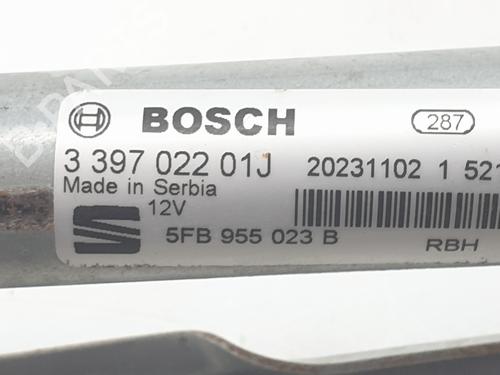 BOSCH
287
3 397 022 01J
20231102 1 521
Made in Serbia
12V
5FB 955 023 B
RBH